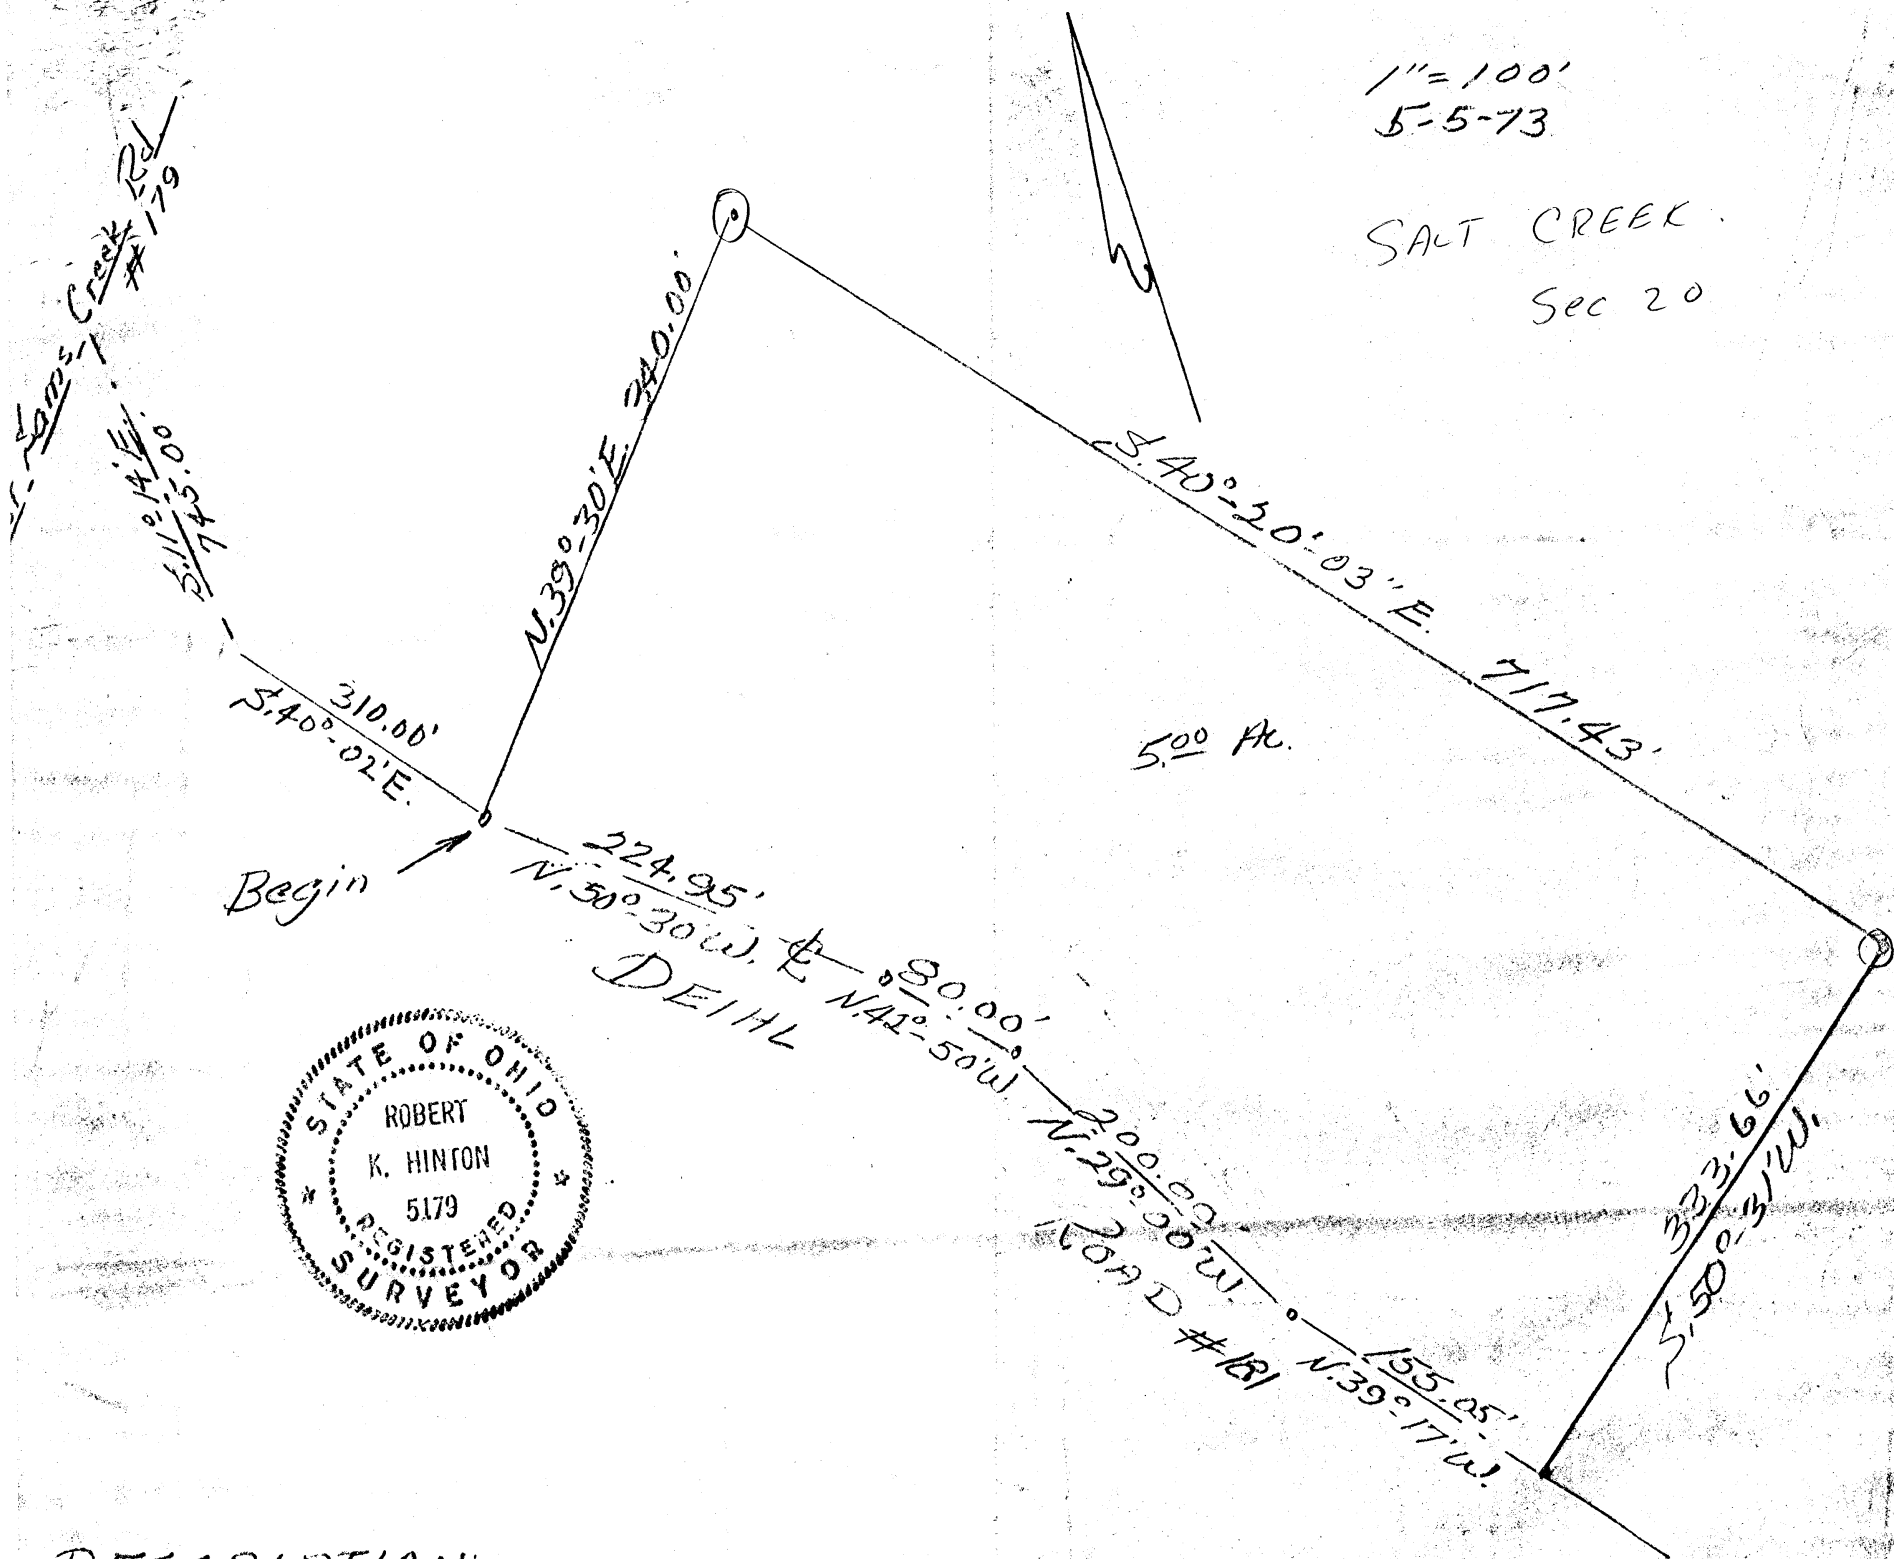 1"=100'
5-5-73
SALT CREEK.
Sec 20
Sams Creek Rd
#179
S.11°-14'E.
745.00
N.39°-30'E. 340.00'
S.40°-20'-03"E. 717.43'
310.00'
S.40°-02'E.
5.00 Ac.
Begin
224.95'
N.50°-30'W. ℄
80.00'
N.42°-50'W.
DEIHL
200.00'
N.29°-00'W.
ROAD #181
155.05'
N.39°-17'W.
333.66'
S.50°-31'W.
STATE OF OHIO
ROBERT
K. HINTON
5179
REGISTERED
SURVEYOR
DESCRIPTION